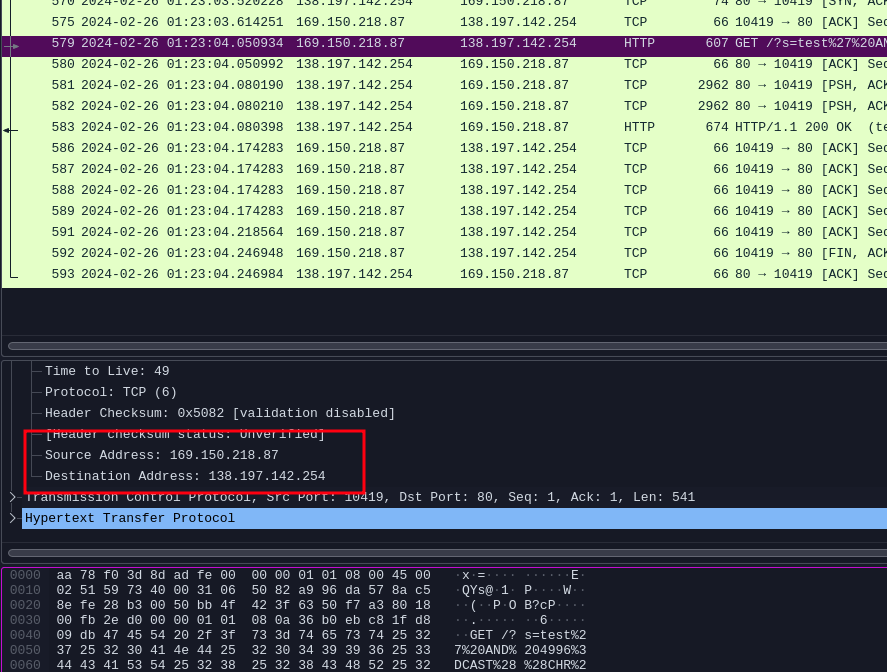 570 2024-02-26 01:23:03.520228 138.197.142.254 169.150.218.87 TCP 74 80 → 10419 [SYN, ACK
575 2024-02-26 01:23:03.614251 169.150.218.87 138.197.142.254 TCP 66 10419 → 80 [ACK] Sec
579 2024-02-26 01:23:04.050934 169.150.218.87 138.197.142.254 HTTP 607 GET /?s=test%27%20AN
580 2024-02-26 01:23:04.050992 138.197.142.254 169.150.218.87 TCP 66 80 → 10419 [ACK] Sec
581 2024-02-26 01:23:04.080190 138.197.142.254 169.150.218.87 TCP 2962 80 → 10419 [PSH, ACK
582 2024-02-26 01:23:04.080210 138.197.142.254 169.150.218.87 TCP 2962 80 → 10419 [PSH, ACK
583 2024-02-26 01:23:04.080398 138.197.142.254 169.150.218.87 HTTP 674 HTTP/1.1 200 OK (te
586 2024-02-26 01:23:04.174283 169.150.218.87 138.197.142.254 TCP 66 10419 → 80 [ACK] Sec
587 2024-02-26 01:23:04.174283 169.150.218.87 138.197.142.254 TCP 66 10419 → 80 [ACK] Sec
588 2024-02-26 01:23:04.174283 169.150.218.87 138.197.142.254 TCP 66 10419 → 80 [ACK] Sec
589 2024-02-26 01:23:04.174283 169.150.218.87 138.197.142.254 TCP 66 10419 → 80 [ACK] Sec
591 2024-02-26 01:23:04.218564 169.150.218.87 138.197.142.254 TCP 66 10419 → 80 [ACK] Sec
592 2024-02-26 01:23:04.246948 169.150.218.87 138.197.142.254 TCP 66 10419 → 80 [FIN, ACK
593 2024-02-26 01:23:04.246984 138.197.142.254 169.150.218.87 TCP 66 80 → 10419 [ACK] Sec
Time to Live: 49
Protocol: TCP (6)
Header Checksum: 0x5082 [validation disabled]
[Header checksum status: Unverified]
Source Address: 169.150.218.87
Destination Address: 138.197.142.254
Transmission Control Protocol, Src Port: 10419, Dst Port: 80, Seq: 1, Ack: 1, Len: 541
Hypertext Transfer Protocol
0000 aa 78 f0 3d 8d ad fe 00 00 00 01 01 08 00 45 00 ·x·=···· ······E·
0010 02 51 59 73 40 00 31 06 50 82 a9 96 da 57 8a c5 ·QYs@·1· P····W··
0020 8e fe 28 b3 00 50 bb 4f 42 3f 63 50 f7 a3 80 18 ··(··P·O B?cP····
0030 00 fb 2e d0 00 00 01 01 08 0a 36 b0 eb c8 1f d8 ··.····· ··6·····
0040 09 db 47 45 54 20 2f 3f 73 3d 74 65 73 74 25 32 ··GET /? s=test%2
0050 37 25 32 30 41 4e 44 25 32 30 34 39 39 36 25 33 7%20AND% 204996%3
0060 44 43 41 53 54 25 32 38 25 32 38 43 48 52 25 32 DCAST%28 %28CHR%2